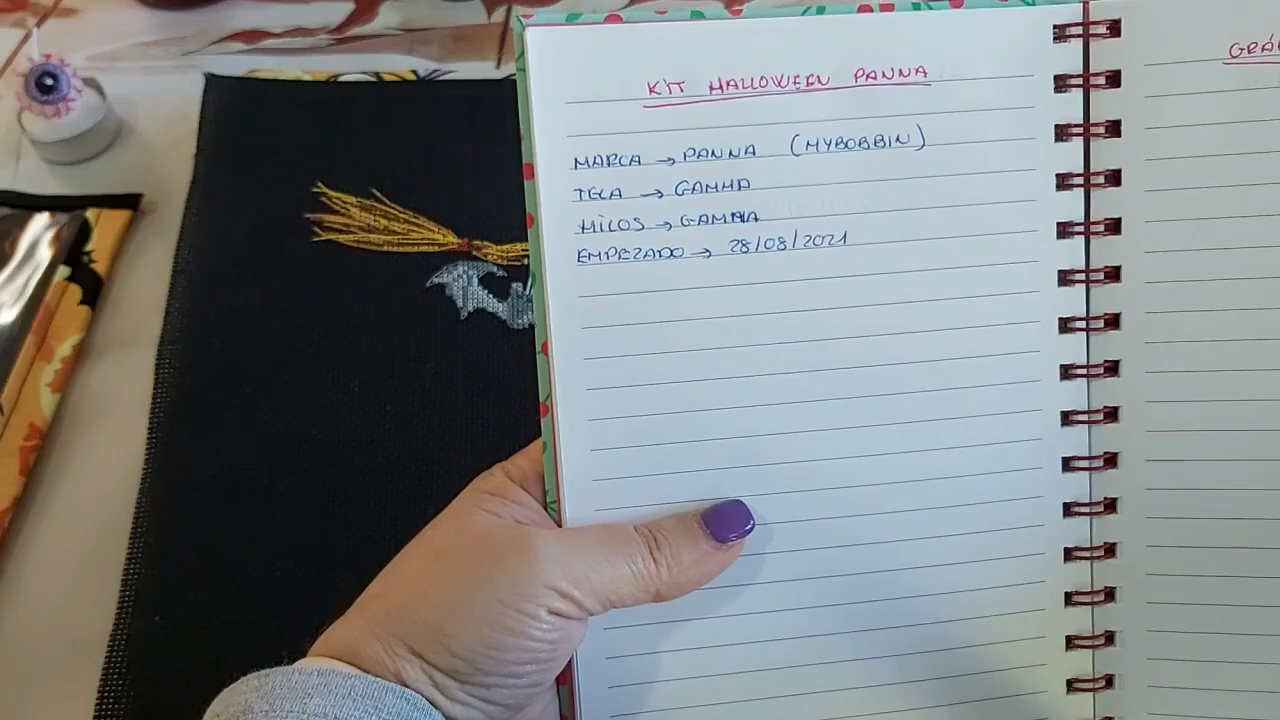 KIT HALLOWEEN PANNA
MARCA → PANNA (MYBOBBIN)
TELA → GAMMA
HILOS → GAMMA
EMPEZADO → 28/08/2021